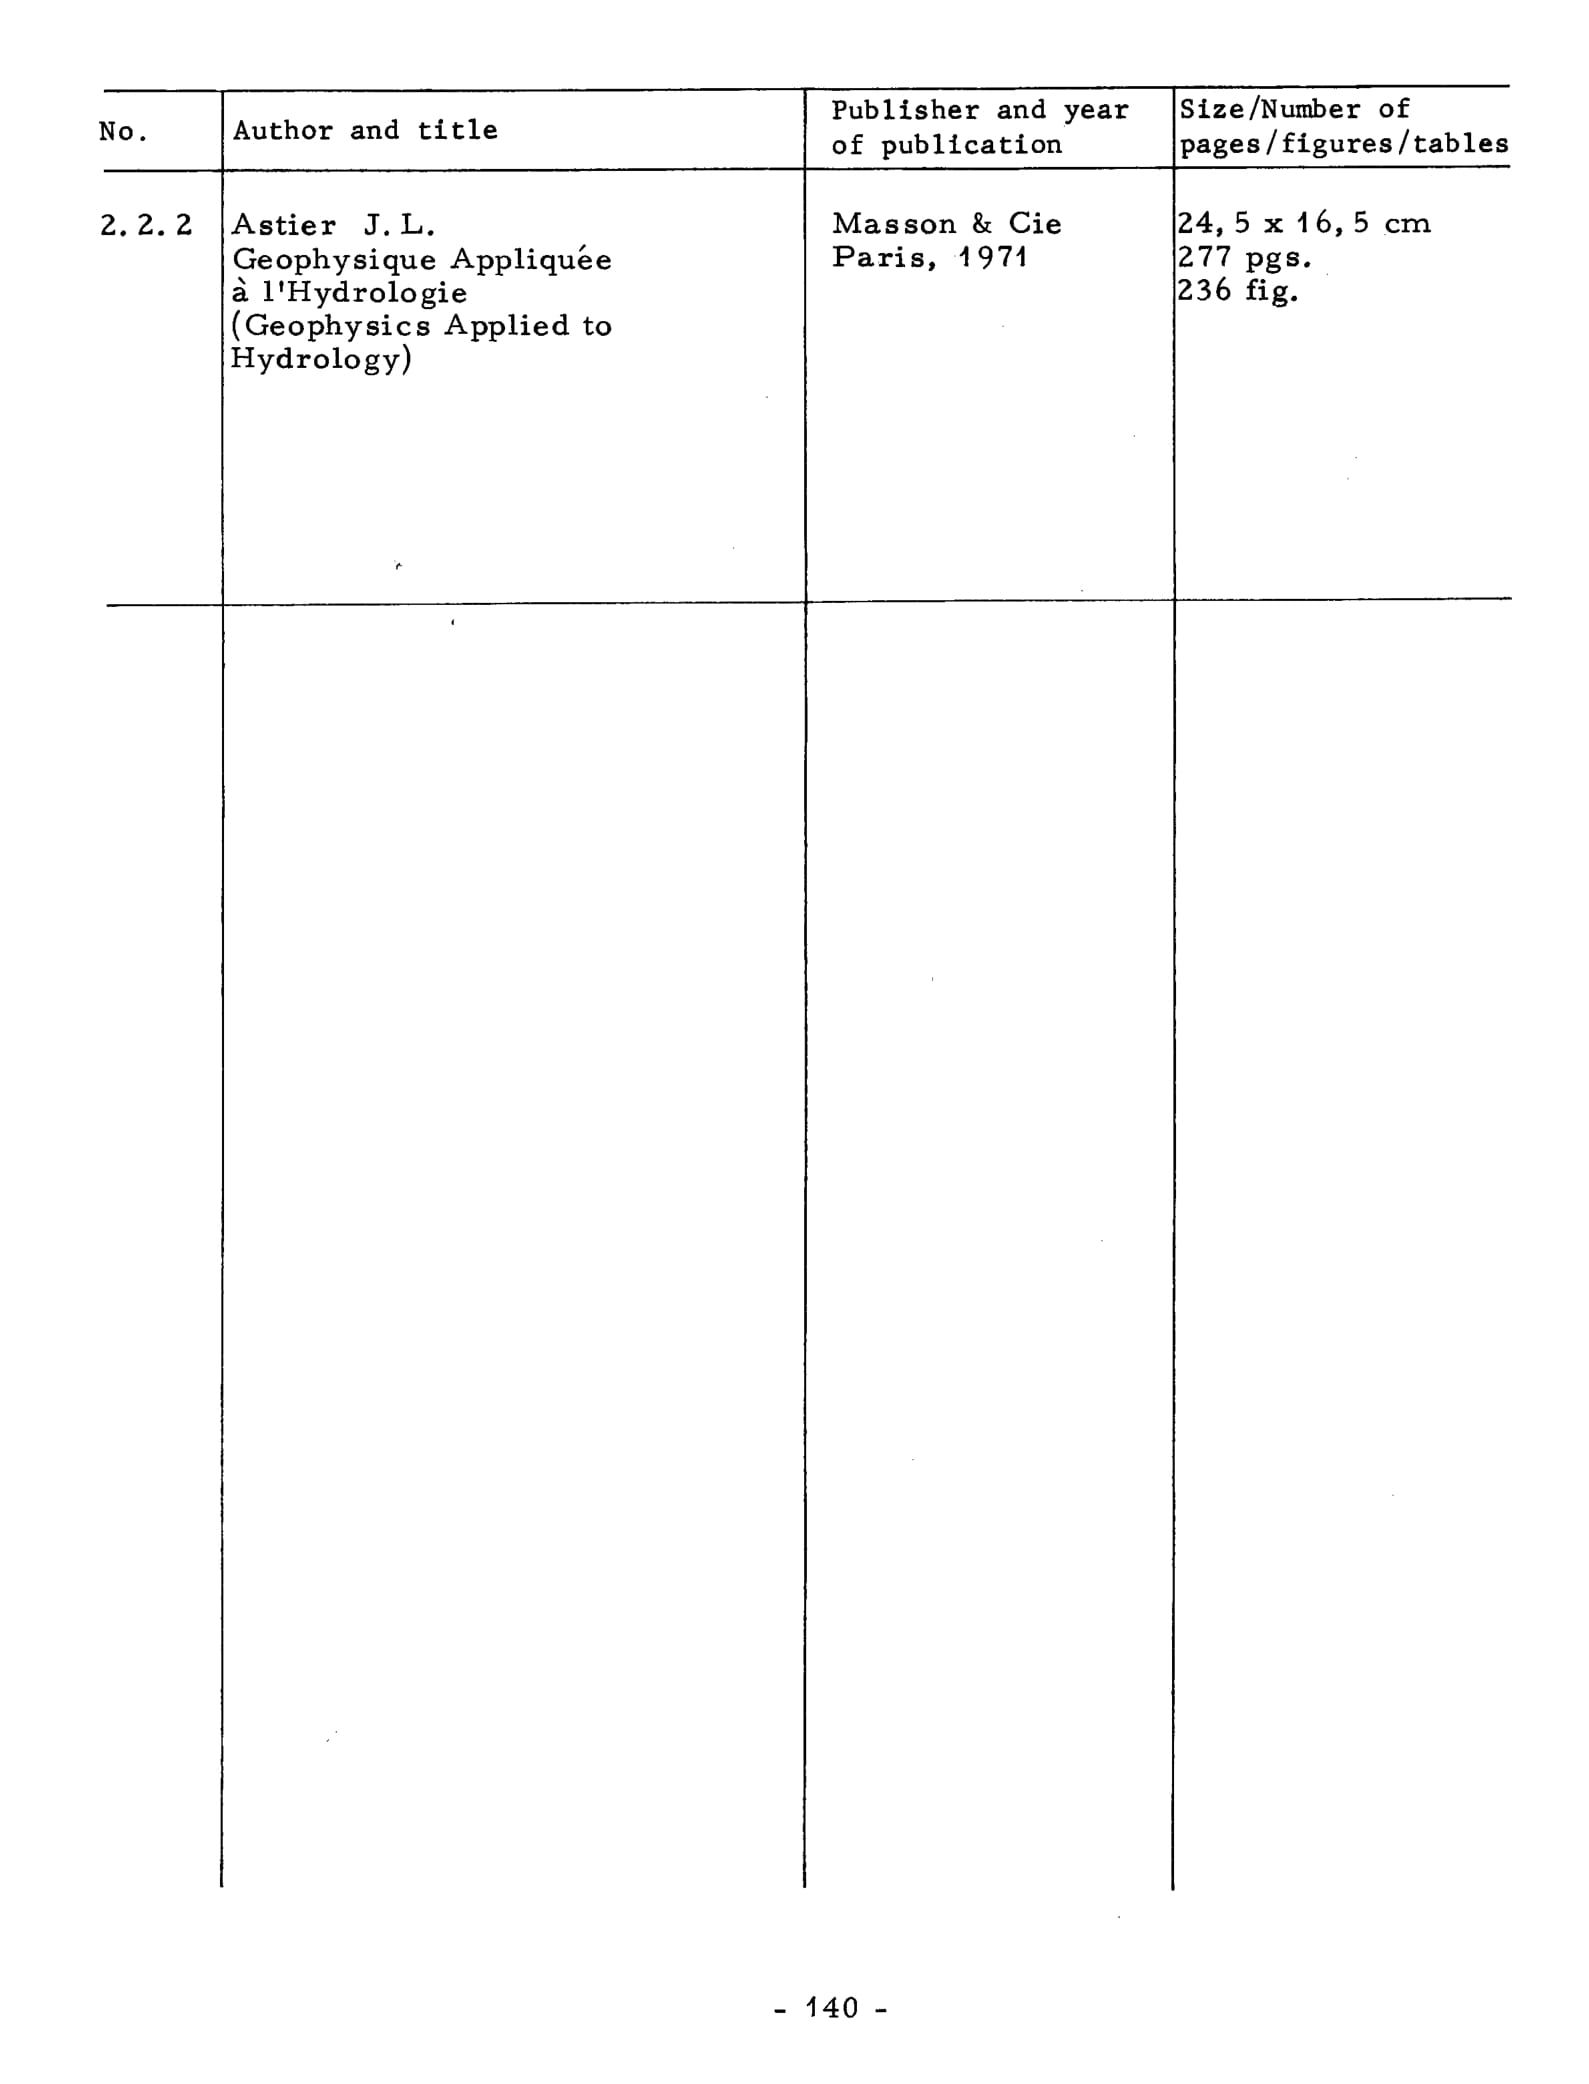 No.
Author and title
Publisher and year
of publication
Size/Number of
pages/figures/tables
2. 2. 2
Astier J. L.
Geophysique Appliquée
à l'Hydrologie
(Geophysics Applied to
Hydrology)
Masson & Cie
Paris, 1971
24, 5 x 16, 5 cm
277 pgs.
236 fig.
- 140 -